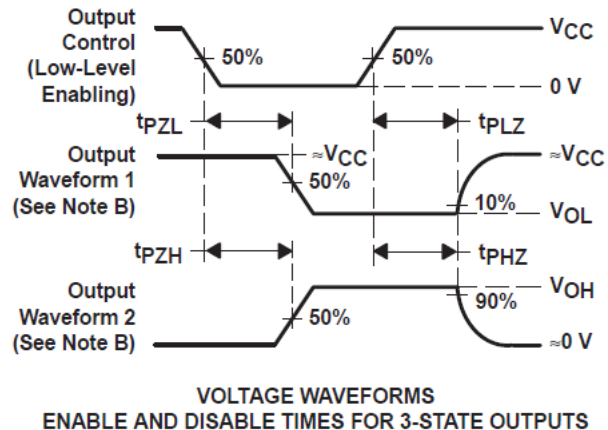 Output
Control
(Low-Level
Enabling)
50%
50%
VCC
0 V
tPZL
tPLZ
Output
Waveform 1
(See Note B)
≈VCC
50%
≈VCC
10%
VOL
tPZH
tPHZ
Output
Waveform 2
(See Note B)
50%
VOH
90%
≈0 V
VOLTAGE WAVEFORMS
ENABLE AND DISABLE TIMES FOR 3-STATE OUTPUTS